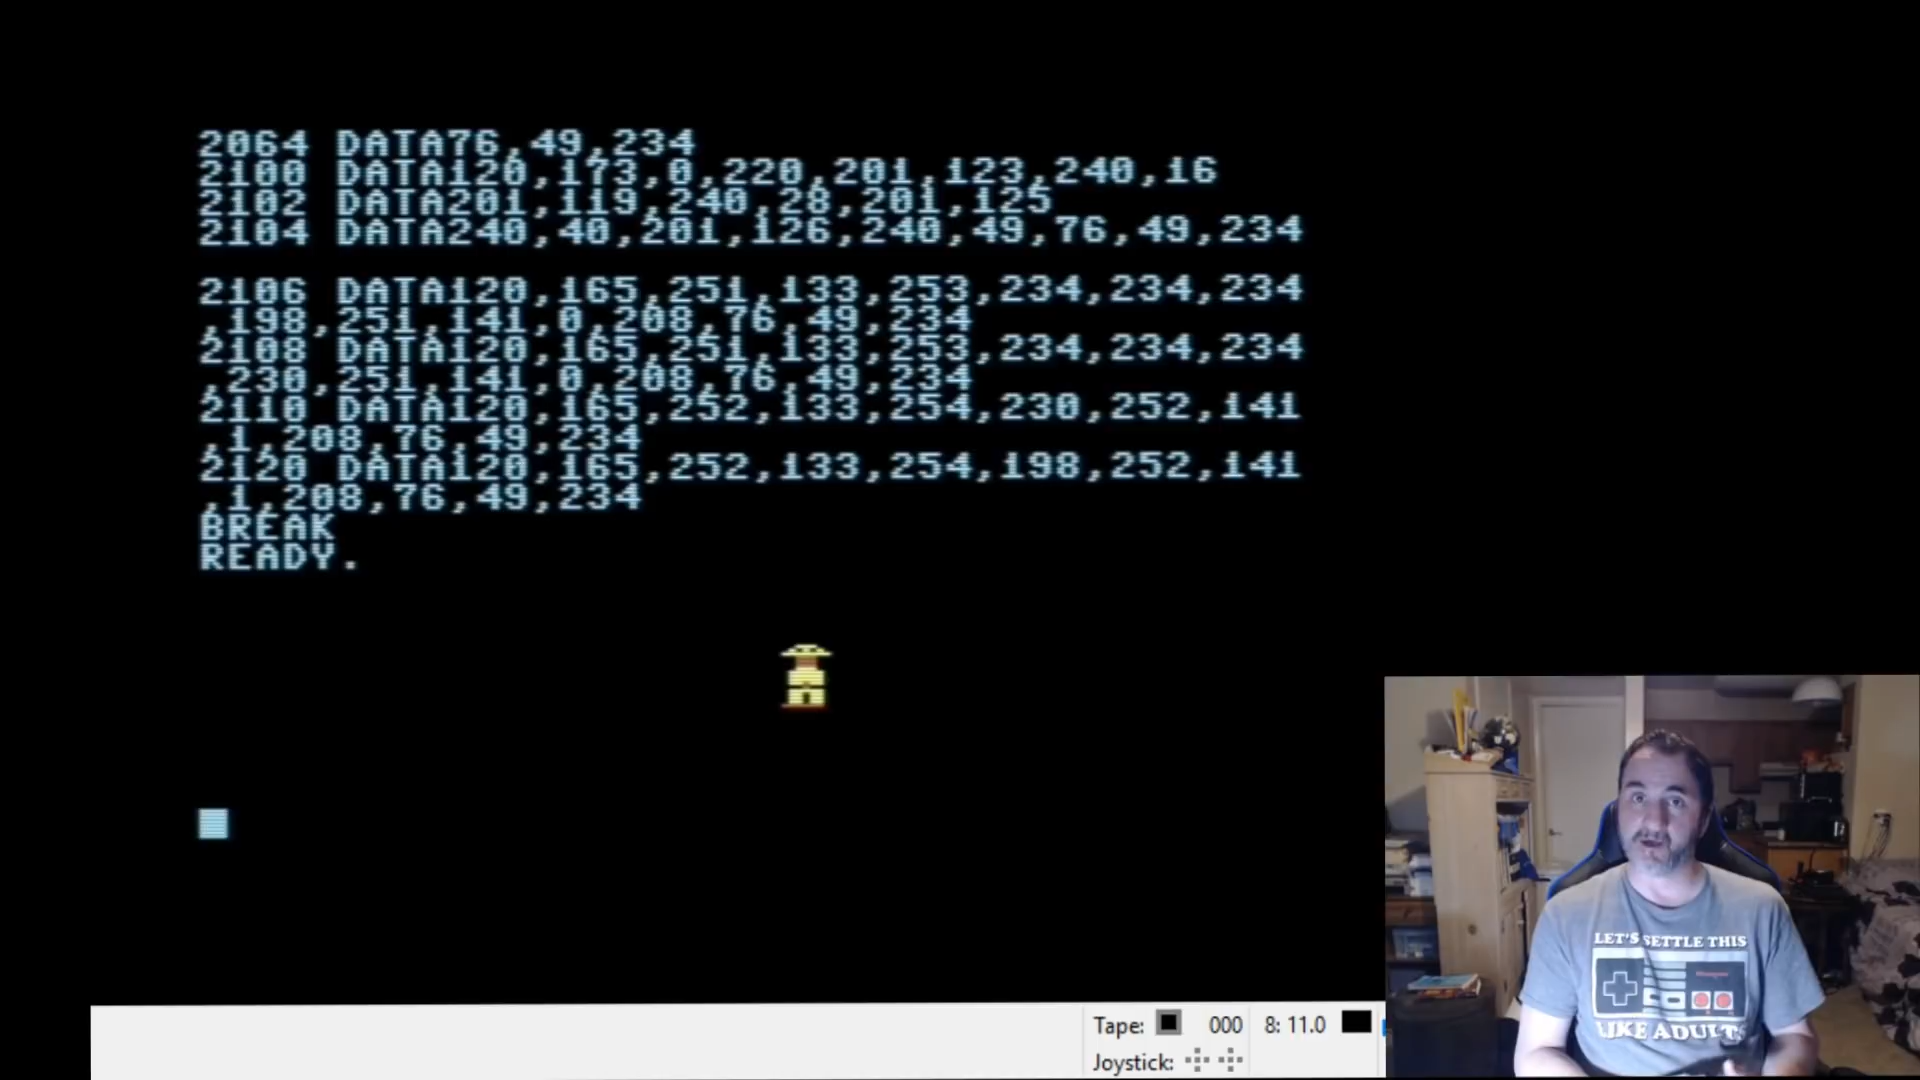 2064 DATA76,49,234
2100 DATA120,173,0,220,201,123,240,16
2102 DATA201,119,240,28,201,125
2104 DATA240,40,201,126,240,49,76,49,234
2106 DATA120,165,251,133,253,234,234,234
,198,251,141,0,208,76,49,234
2108 DATA120,165,251,133,253,234,234,234
,230,251,141,0,208,76,49,234
2110 DATA120,165,252,133,254,230,252,141
,1,208,76,49,234
2120 DATA120,165,252,133,254,198,252,141
,1,208,76,49,234
BREAK
READY.
LET'S SETTLE THIS
LIKE ADULTS
Tape: 000 8: 11.0
Joystick: